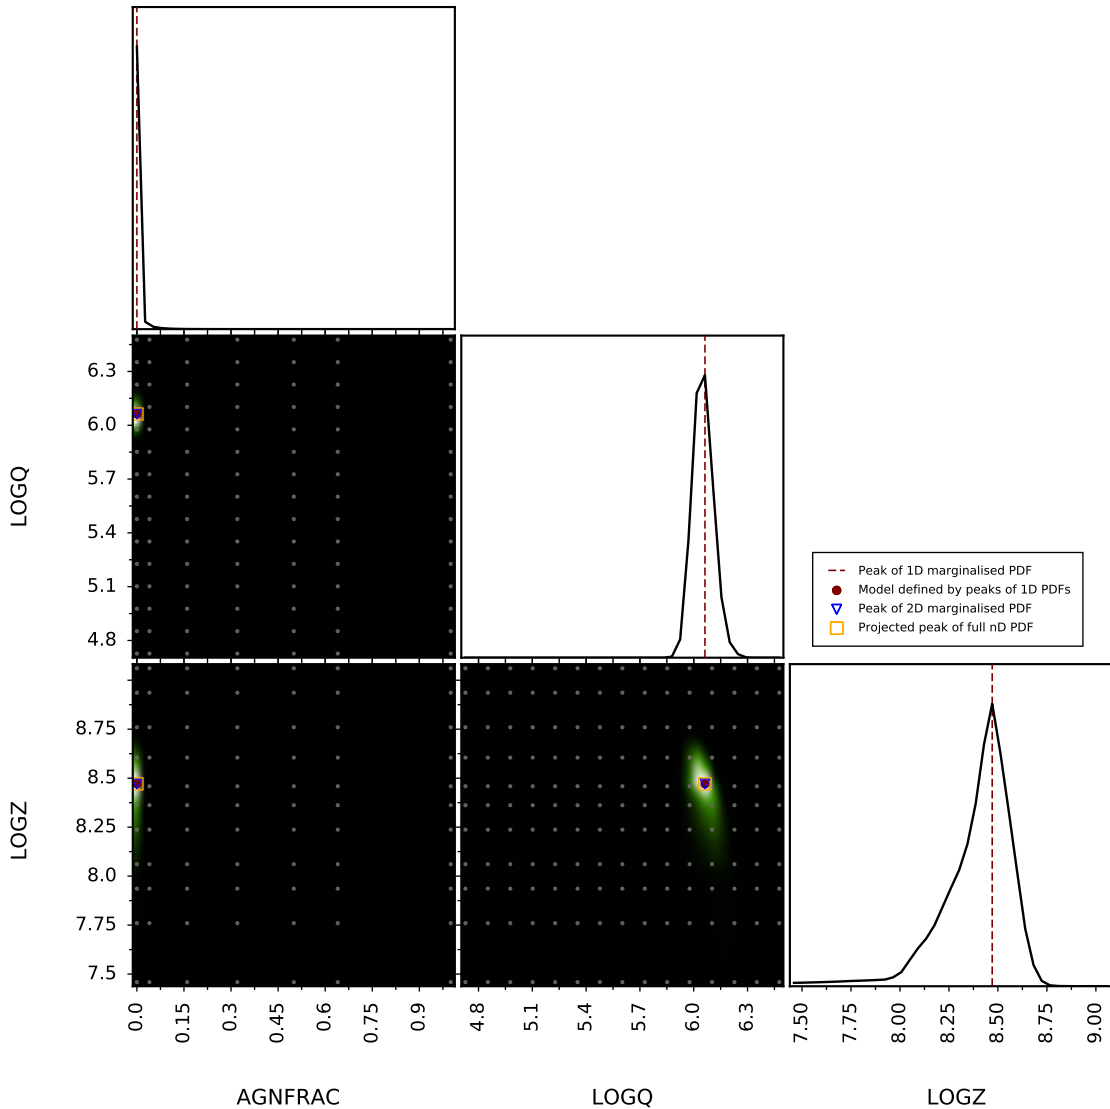 6.3
6.0
5.7
5.4
5.1
4.8
LOGQ
Peak of 1D marginalised PDF
Model defined by peaks of 1D PDFs
Peak of 2D marginalised PDF
Projected peak of full nD PDF
8.75
8.5
8.25
8.0
7.75
7.5
LOGZ
0.0 0.15 0.3 0.45 0.6 0.75 0.9
4.8 5.1 5.4 5.7 6.0 6.3
7.50 7.75 8.00 8.25 8.50 8.75 9.00
AGNFRAC
LOGQ
LOGZ